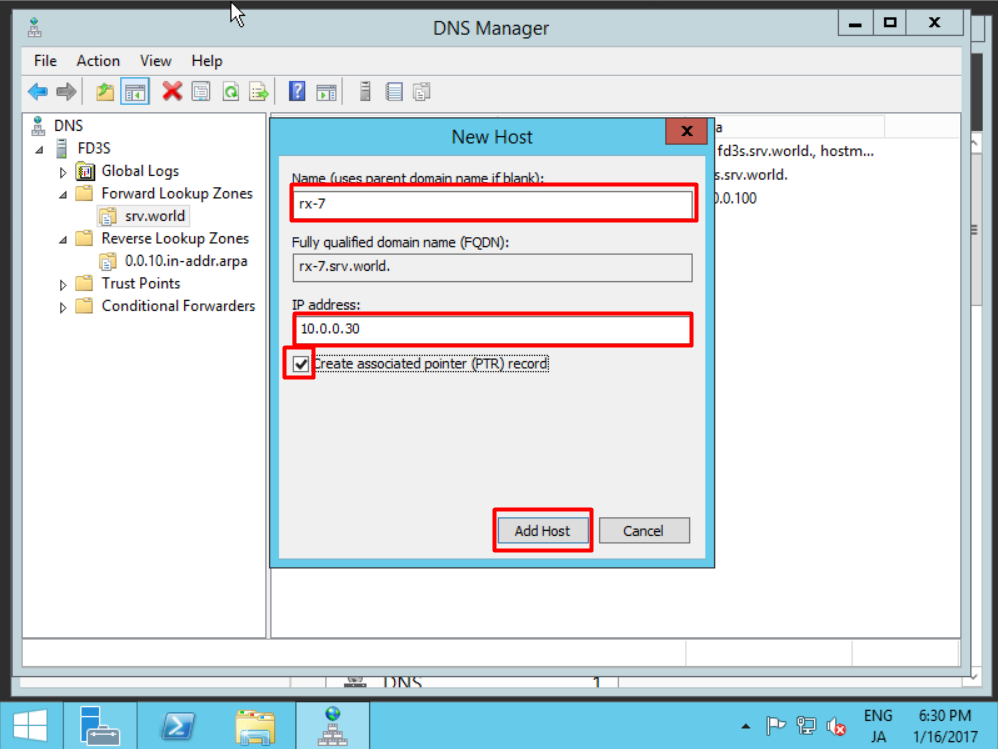 DNS Manager
File Action View Help
DNS
FD3S
Global Logs
Forward Lookup Zones
srv.world
Reverse Lookup Zones
0.0.10.in-addr.arpa
Trust Points
Conditional Forwarders
a
fd3s.srv.world., hostm...
s.srv.world.
0.0.100
New Host
Name (uses parent domain name if blank):
rx-7
Fully qualified domain name (FQDN):
rx-7.srv.world.
IP address:
10.0.0.30
Create associated pointer (PTR) record
Add Host Cancel
DNS 1
ENG 6:30 PM
JA 1/16/2017